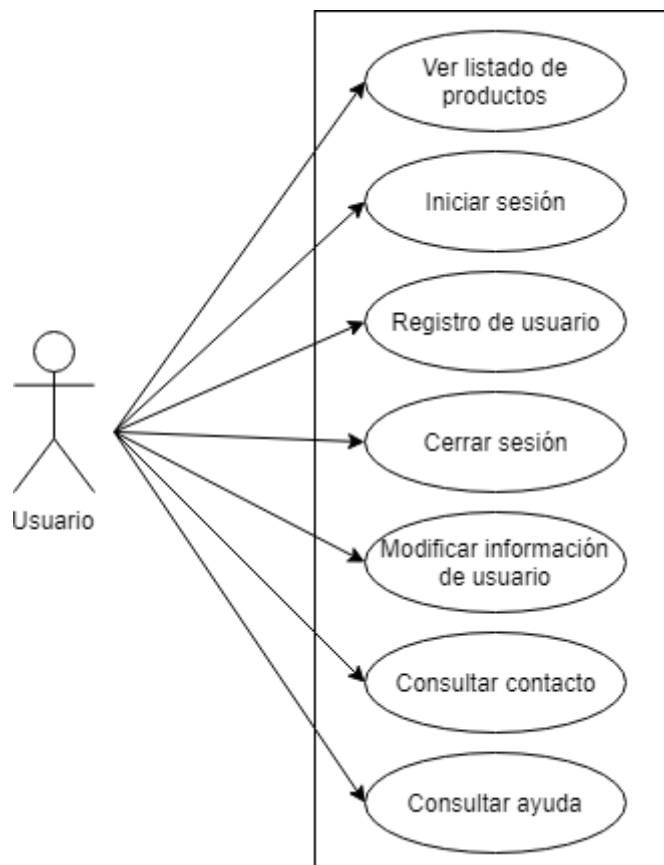 Ver listado de
productos
Iniciar sesión
Registro de usuario
Cerrar sesión
Usuario
Modificar información
de usuario
Consultar contacto
Consultar ayuda